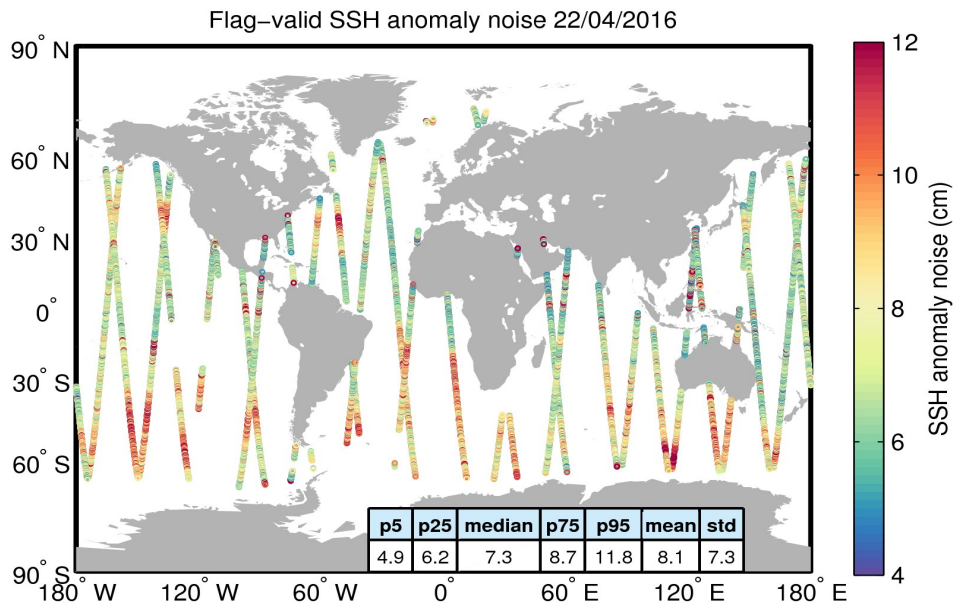 Flag−valid SSH anomaly noise 22/04/2016
90° N
60° N
30° N
0°
30° S
60° S
90° S
180° W
120° W
60° W
0°
60° E
120° E
180° E
p5 p25 median p75 p95 mean std
4.9 6.2 7.3 8.7 11.8 8.1 7.3
12
10
8
6
4
SSH anomaly noise (cm)